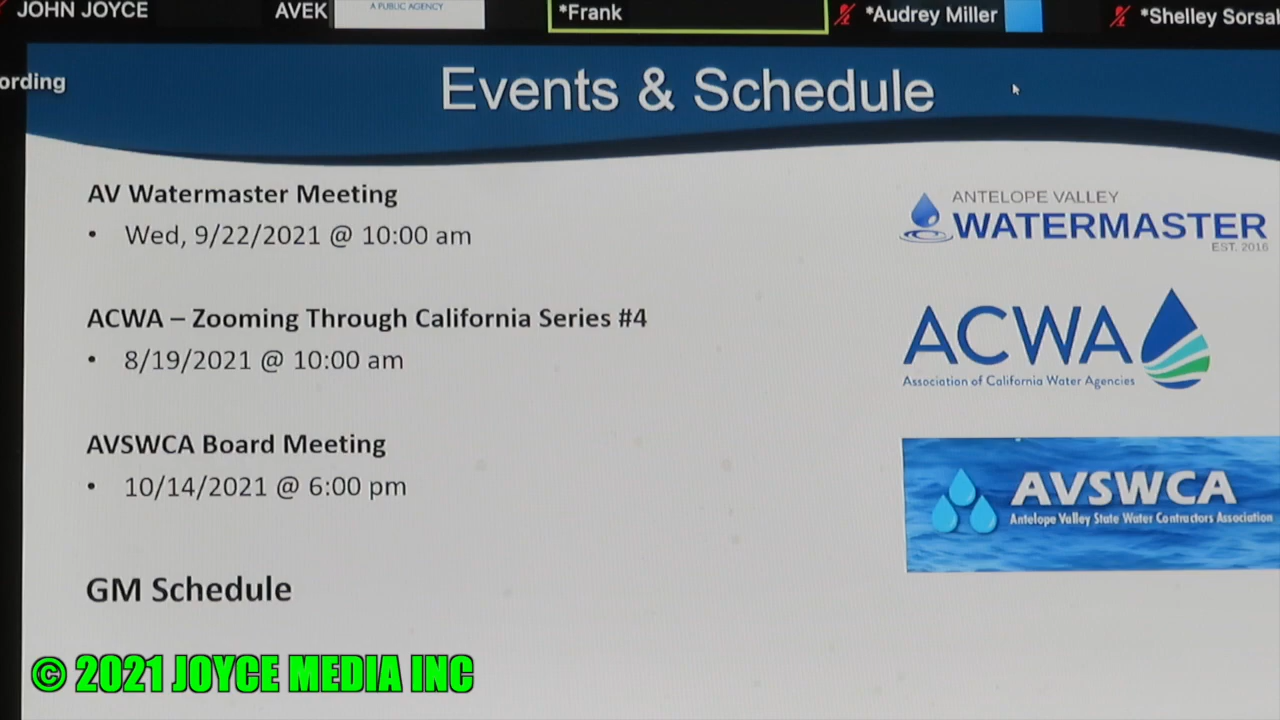 JOHN JOYCE
AVEK
A PUBLIC AGENCY
*Frank
*Audrey Miller
*Shelley Sorsal
ording
Events & Schedule
AV Watermaster Meeting
• Wed, 9/22/2021 @ 10:00 am
ANTELOPE VALLEY
WATERMASTER
EST. 2016
ACWA – Zooming Through California Series #4
• 8/19/2021 @ 10:00 am
ACWA
Association of California Water Agencies
AVSWCA Board Meeting
• 10/14/2021 @ 6:00 pm
AVSWCA
Antelope Valley State Water Contractors Association
GM Schedule
© 2021 JOYCE MEDIA INC